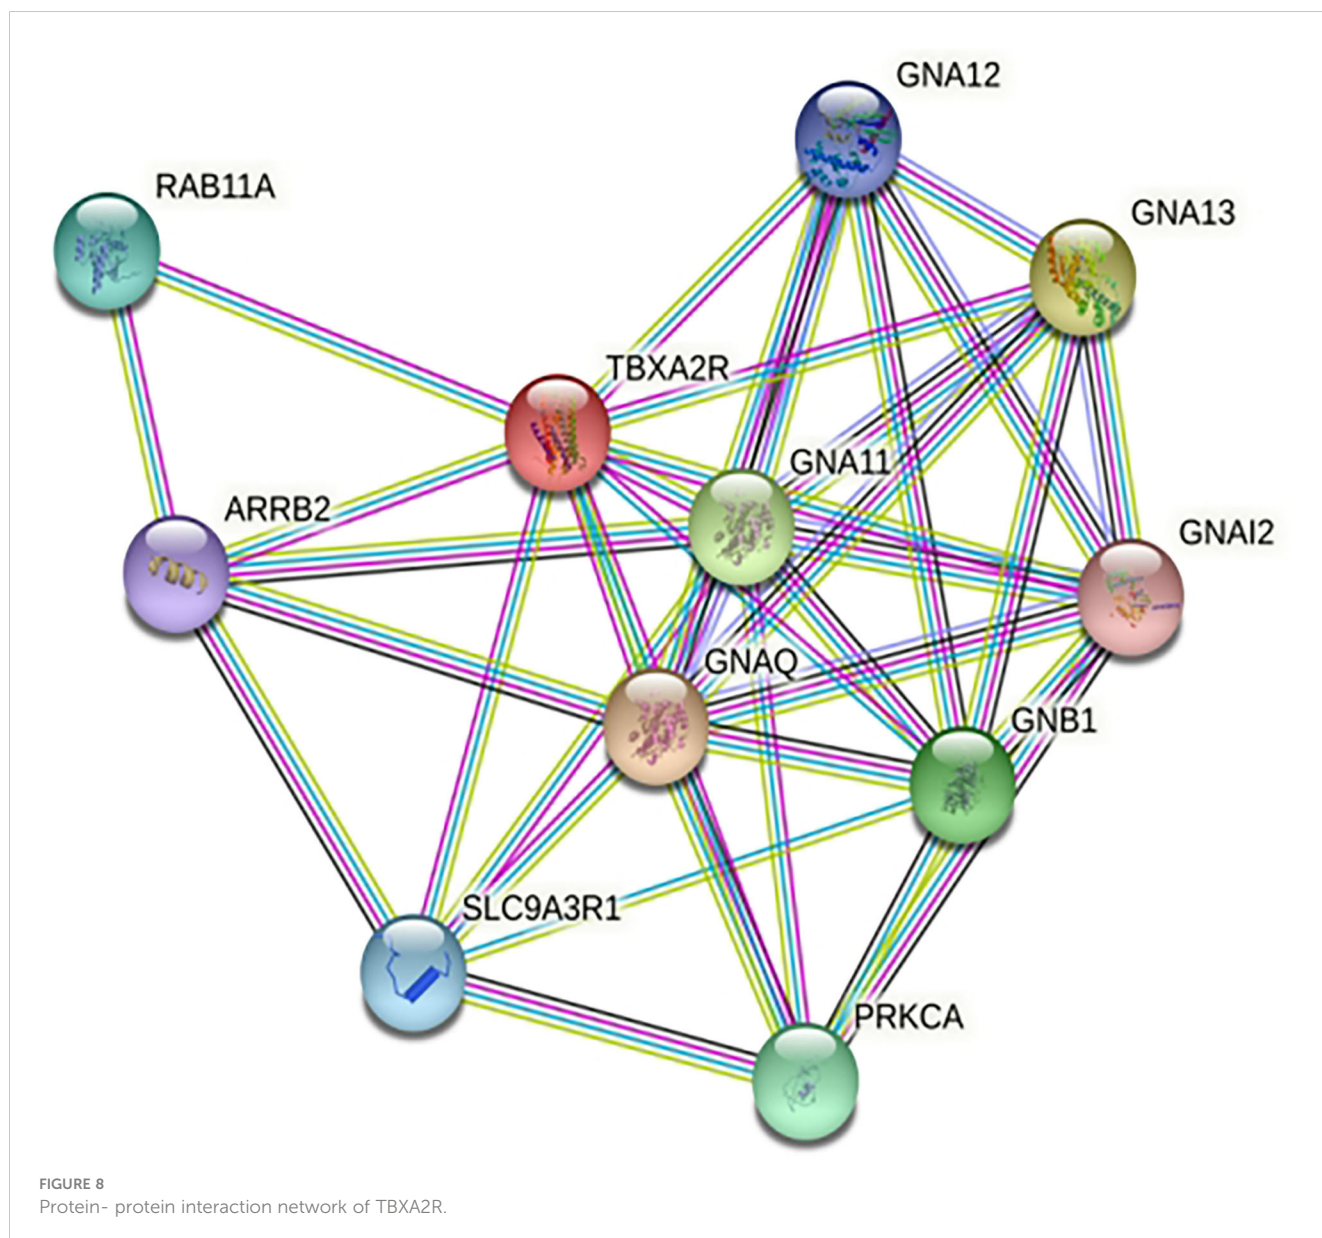 GNA12
RAB11A
GNA13
TBXA2R
GNA11
ARRB2
GNAI2
GNAQ
GNB1
SLC9A3R1
PRKCA
FIGURE 8
Protein- protein interaction network of TBXA2R.